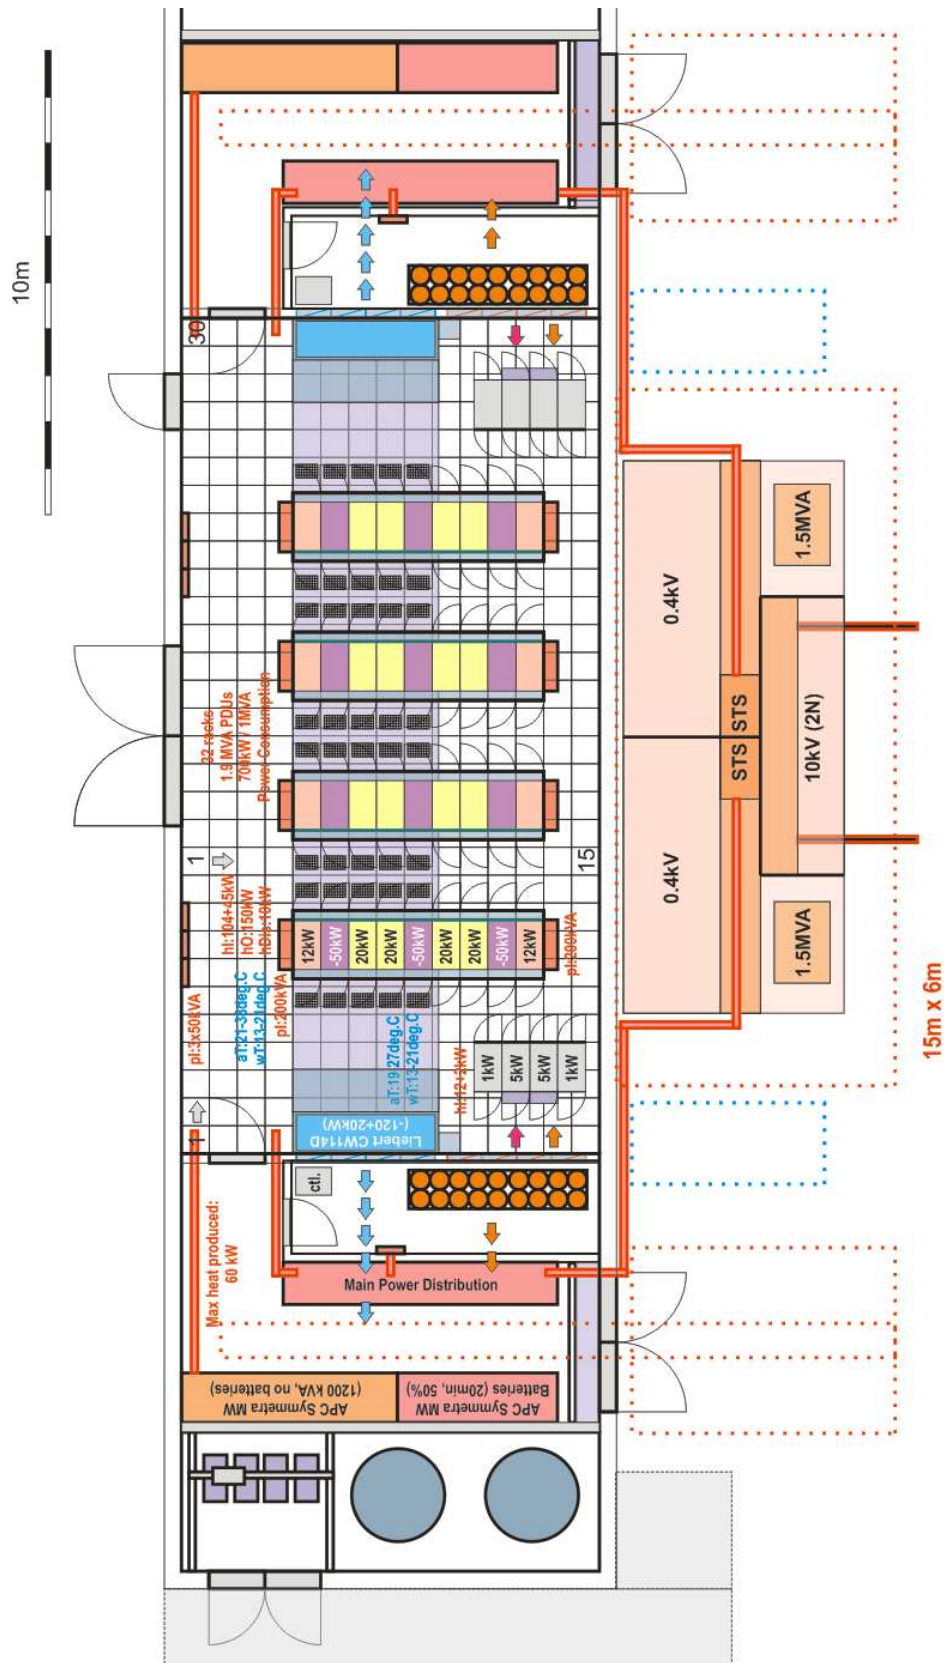 10m
30
32 racks
1.9 MVA PDUs
700kW / 1MVA
Power Consumption
1
15
hI:104+45kW
hO:150kW
pI:3x50kVA
aT:21-38deg.C
wT:13-21deg.C
pI:200kVA
12kW
-50kW
20kW
20kW
-50kW
20kW
20kW
-50kW
12kW
pI:200kVA
aT:19-27deg.C
wT:13-21deg.C
hI:12+2kW
1kW
5kW
5kW
1kW
1
Liebert CW114D
(-120+20kW)
ctl.
Max heat produced:
60 kW
Main Power Distribution
APC Symmetra MW
(1200 kVA, no batteries)
APC Symmetra MW
Batteries (20min, 50%)
0.4kV
0.4kV
STS
STS
1.5MVA
10kV (2N)
1.5MVA
15m x 6m